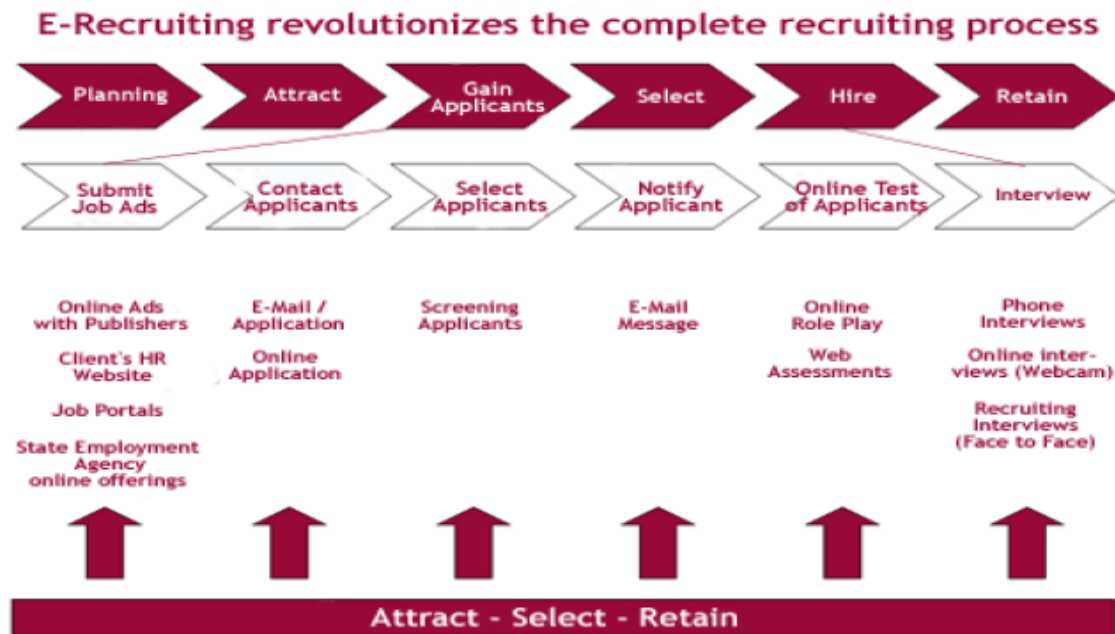 E-Recruiting revolutionizes the complete recruiting process
Planning
Attract
Gain
Applicants
Select
Hire
Retain
Submit
Job Ads
Contact
Applicants
Select
Applicants
Notify
Applicant
Online Test
of Applicants
Interview
Online Ads
with Publishers
Client's HR
Website
Job Portals
State Employment
Agency
online offerings
E-Mail /
Application
Online
Application
Screening
Applicants
E-Mail
Message
Online
Role Play
Web
Assessments
Phone
Interviews
Online inter-
views (Webcam)
Recruiting
Interviews
(Face to Face)
Attract - Select - Retain